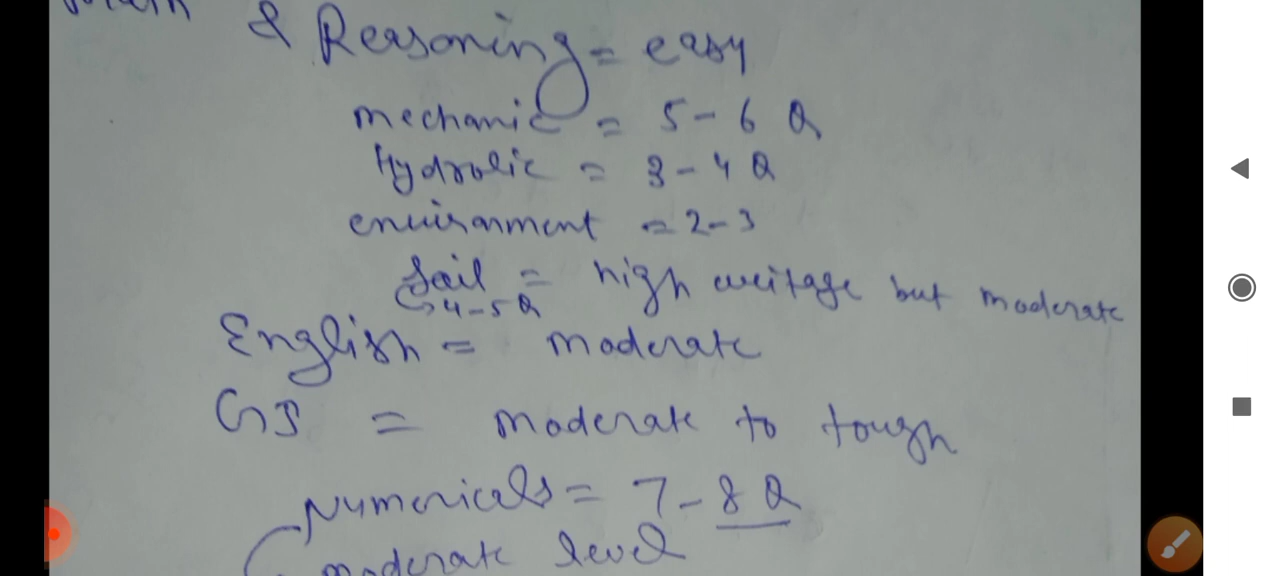 & Reasoning = easy
mechanic = 5-6 Q
Hydrolic = 3-4 Q
enuironment = 2-3
Soil = high weitage but moderate
↳ 4-5 Q
English = moderate
GS = moderate to tough
Numericals = 7-8 Q
moderate level